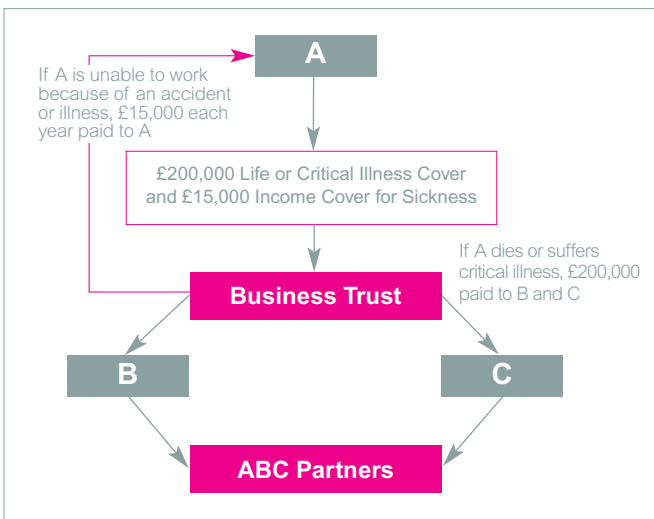 A
If A is unable to work
because of an accident
or illness, £15,000 each
year paid to A
£200,000 Life or Critical Illness Cover
and £15,000 Income Cover for Sickness
If A dies or suffers
critical illness, £200,000
paid to B and C
Business Trust
B
C
ABC Partners